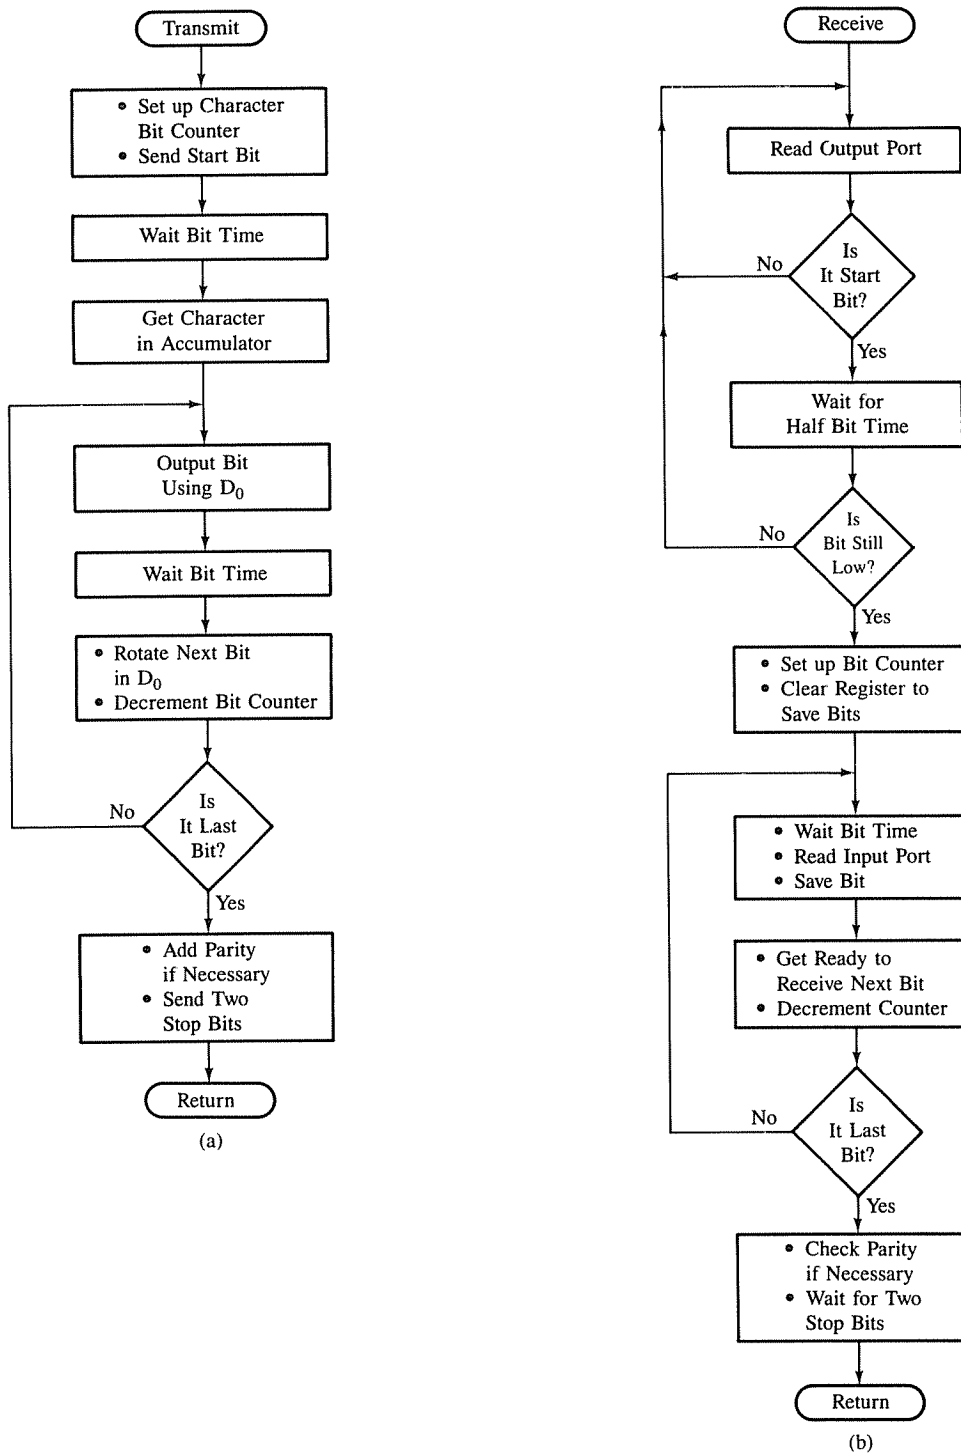 Transmit
• Set up Character
Bit Counter
• Send Start Bit
Wait Bit Time
Get Character
in Accumulator
Output Bit
Using D0
Wait Bit Time
• Rotate Next Bit
in D0
• Decrement Bit Counter
Is
It Last
Bit?
No
Yes
• Add Parity
if Necessary
• Send Two
Stop Bits
Return
(a)
Receive
Read Output Port
Is
It Start
Bit?
No
Yes
Wait for
Half Bit Time
Is
Bit Still
Low?
No
Yes
• Set up Bit Counter
• Clear Register to
Save Bits
• Wait Bit Time
• Read Input Port
• Save Bit
• Get Ready to
Receive Next Bit
• Decrement Counter
Is
It Last
Bit?
No
Yes
• Check Parity
if Necessary
• Wait for Two
Stop Bits
Return
(b)